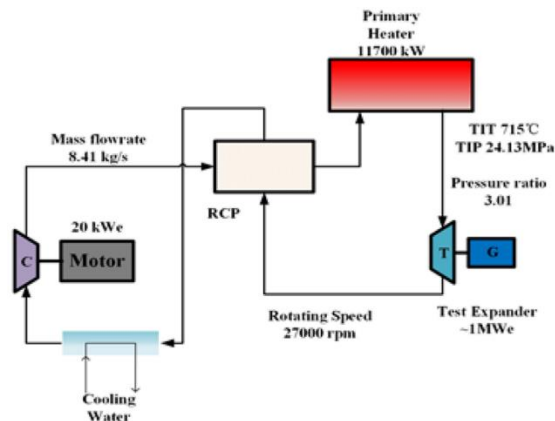 Primary
Heater
11700 kW
TIT 715℃
TIP 24.13MPa
Mass flowrate
8.41 kg/s
RCP
Pressure ratio
3.01
20 kWe
C
Motor
T
G
Rotating Speed
27000 rpm
Test Expander
~1MWe
Cooling
Water